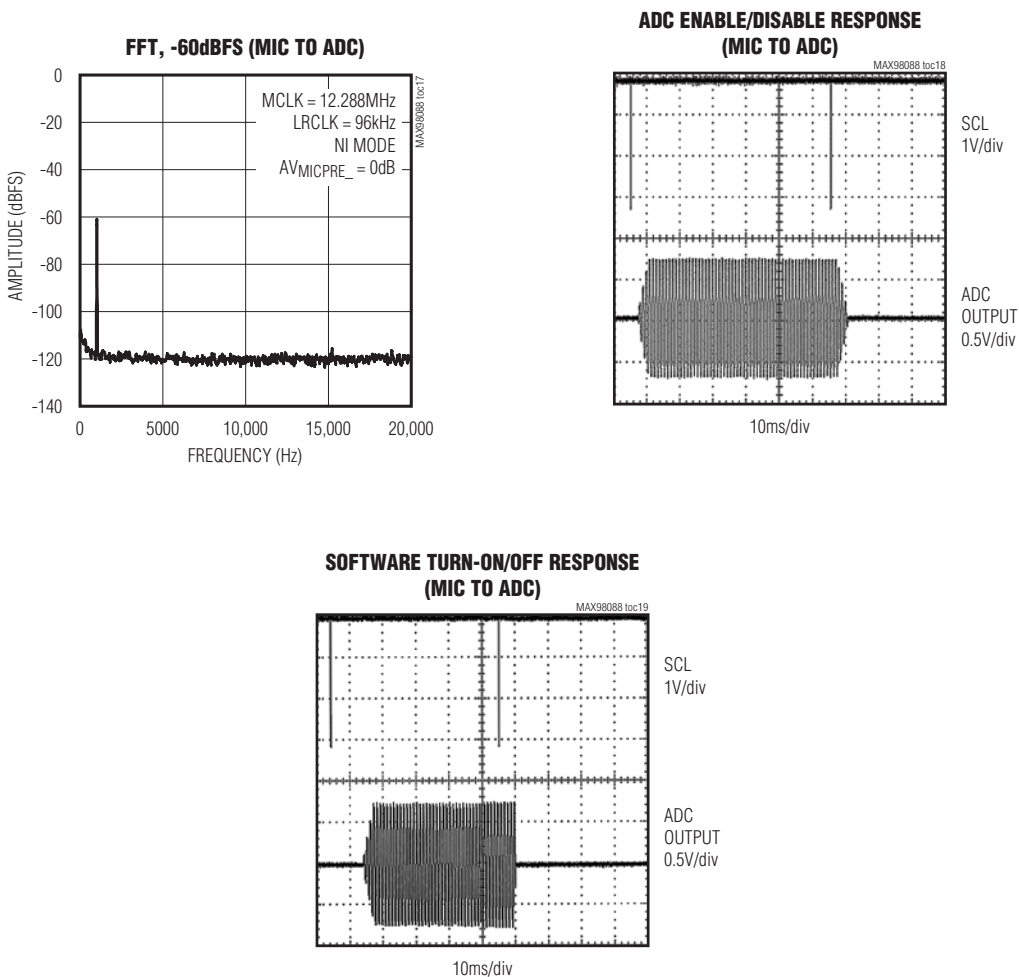 FFT, -60dBFS (MIC TO ADC)
MAX98088 toc17
MCLK = 12.288MHz
LRCLK = 96kHz
NI MODE
AVMICPRE_ = 0dB
AMPLITUDE (dBFS)
0
-20
-40
-60
-80
-100
-120
-140
0 5000 10,000 15,000 20,000
FREQUENCY (Hz)
ADC ENABLE/DISABLE RESPONSE
(MIC TO ADC)
MAX98088 toc18
SCL
1V/div
ADC
OUTPUT
0.5V/div
10ms/div
SOFTWARE TURN-ON/OFF RESPONSE
(MIC TO ADC)
MAX98088 toc19
SCL
1V/div
ADC
OUTPUT
0.5V/div
10ms/div